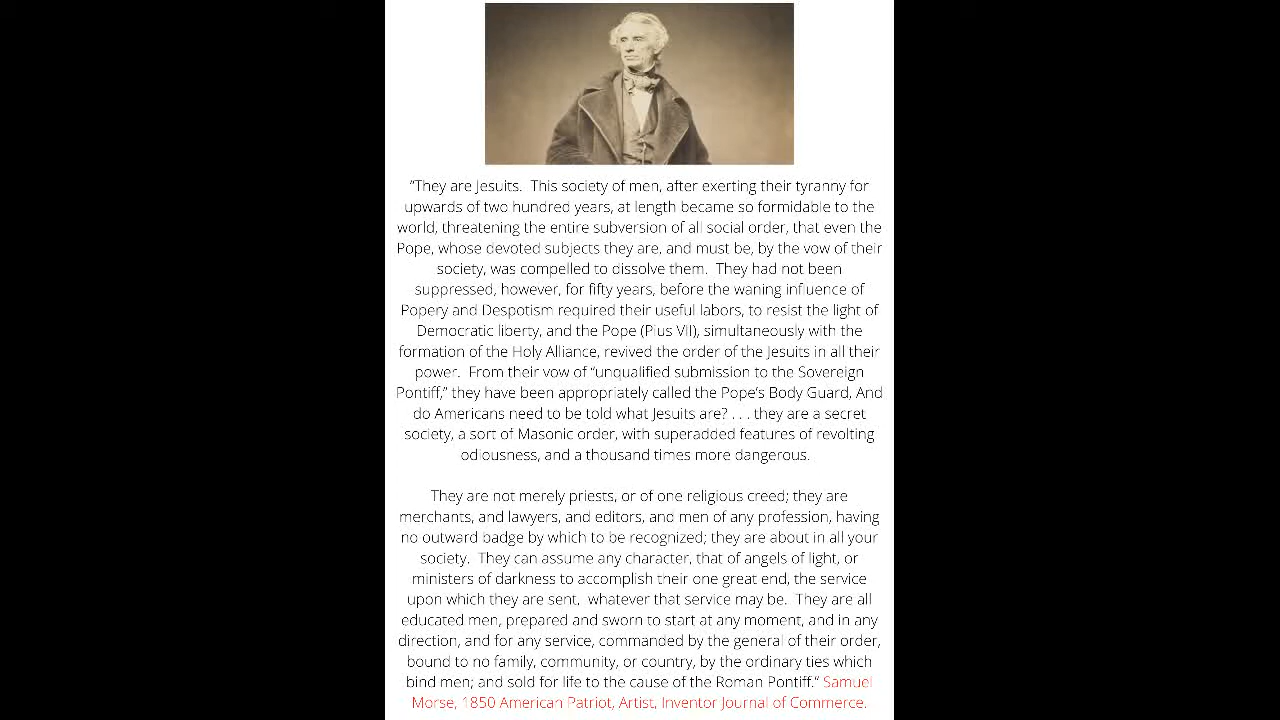 “They are Jesuits.  This society of men, after exerting their tyranny for
upwards of two hundred years, at length became so formidable to the
world, threatening the entire subversion of all social order, that even the
Pope, whose devoted subjects they are, and must be, by the vow of their
society, was compelled to dissolve them.  They had not been
suppressed, however, for fifty years, before the waning influence of
Popery and Despotism required their useful labors, to resist the light of
Democratic liberty, and the Pope (Pius VII), simultaneously with the
formation of the Holy Alliance, revived the order of the Jesuits in all their
power.  From their vow of “unqualified submission to the Sovereign
Pontiff,” they have been appropriately called the Pope’s Body Guard, And
do Americans need to be told what Jesuits are? . . . they are a secret
society, a sort of Masonic order, with superadded features of revolting
odiousness, and a thousand times more dangerous.
They are not merely priests, or of one religious creed; they are
merchants, and lawyers, and editors, and men of any profession, having
no outward badge by which to be recognized; they are about in all your
society.  They can assume any character, that of angels of light, or
ministers of darkness to accomplish their one great end, the service
upon which they are sent,  whatever that service may be.  They are all
educated men, prepared and sworn to start at any moment, and in any
direction, and for any service, commanded by the general of their order,
bound to no family, community, or country, by the ordinary ties which
bind men; and sold for life to the cause of the Roman Pontiff.” Samuel
Morse, 1850 American Patriot, Artist, Inventor Journal of Commerce.